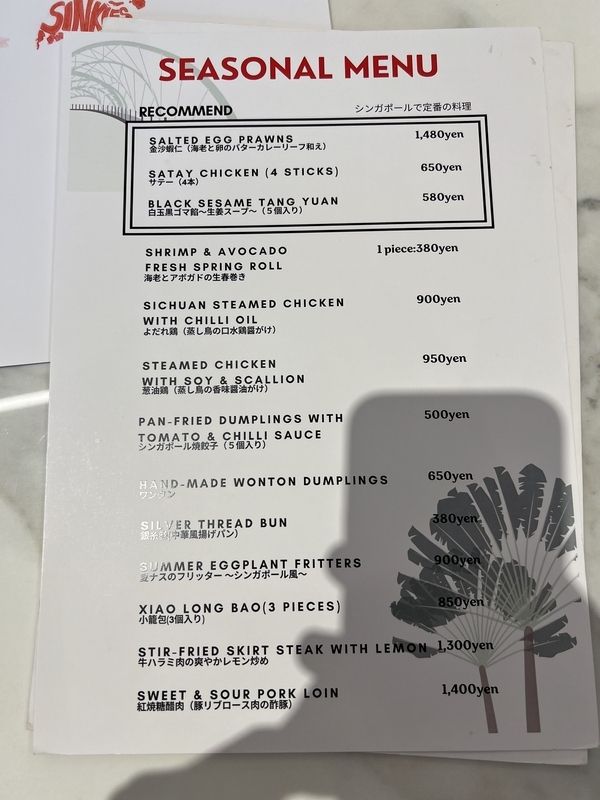 SINKIES
SEASONAL MENU
RECOMMEND シンガポールで定番の料理
SALTED EGG PRAWNS 1,480yen
金沙蝦仁（海老と卵のバターカレーリーフ和え）
SATAY CHICKEN (4 STICKS) 650yen
サテー（4本）
BLACK SESAME TANG YUAN 580yen
白玉黒ゴマ餡〜生姜スープ〜（５個入り）
SHRIMP & AVOCADO 1 piece:380yen
FRESH SPRING ROLL
海老とアボガドの生春巻き
SICHUAN STEAMED CHICKEN 900yen
WITH CHILLI OIL
よだれ鶏（蒸し鳥の口水鶏醤がけ）
STEAMED CHICKEN 950yen
WITH SOY & SCALLION
葱油鶏（蒸し鳥の香味醤油がけ）
PAN-FRIED DUMPLINGS WITH 500yen
TOMATO & CHILLI SAUCE
シンガポール焼餃子（５個入り）
HAND-MADE WONTON DUMPLINGS 650yen
ワンタン
SILVER THREAD BUN 380yen
(中華風揚げパン）
SUMMER EGGPLANT FRITTERS 900yen
夏ナスのフリッター 〜シンガポール風〜
XIAO LONG BAO(3 PIECES) 850yen
小籠包(3個入り)
STIR-FRIED SKIRT STEAK WITH LEMON 1,300yen
牛ハラミ肉の爽やかレモン炒め
SWEET & SOUR PORK LOIN 1,400yen
紅焼糖醋肉（豚リブロース肉の酢豚）